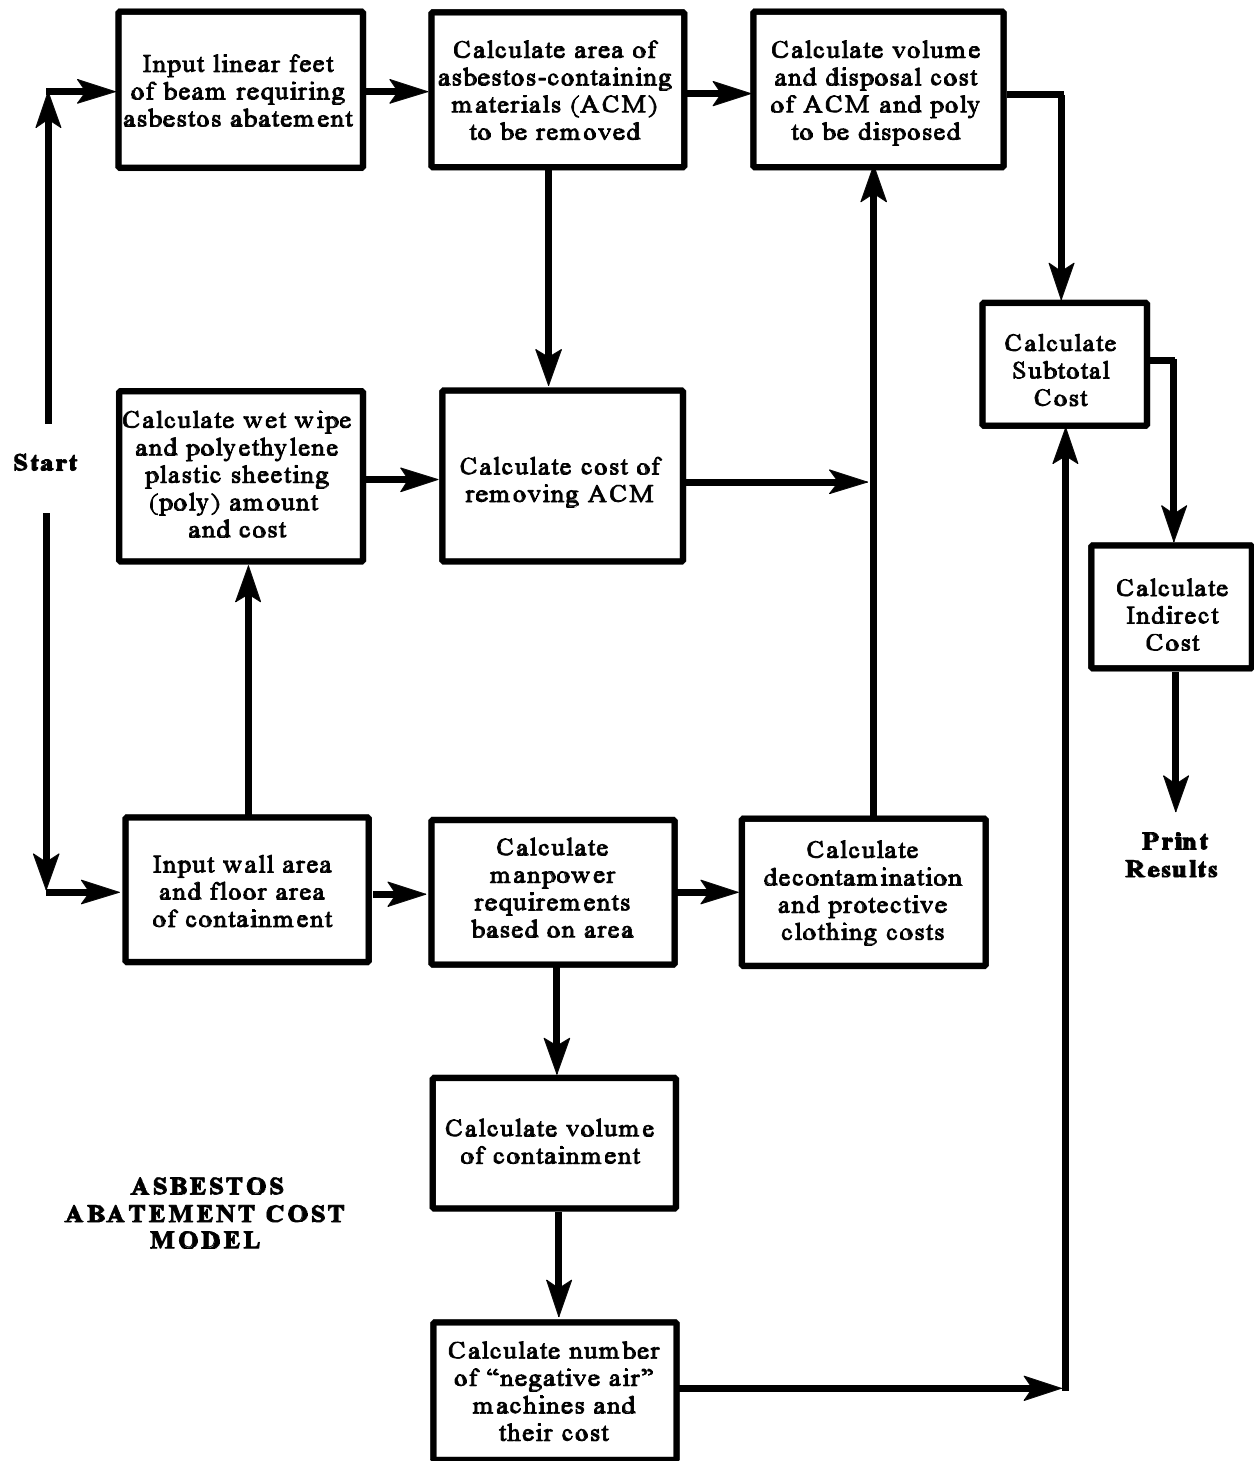 Input linear feet
of beam requiring
asbestos abatement
Calculate area of
asbestos-containing
materials (ACM)
to be removed
Calculate volume
and disposal cost
of ACM and poly
to be disposed
Calculate
Subtotal
Cost
Start
Calculate wet wipe
and polyethylene
plastic sheeting
(poly) amount
and cost
Calculate cost of
removing ACM
Calculate
Indirect
Cost
Input wall area
and floor area
of containment
Calculate
manpower
requirements
based on area
Calculate
decontamination
and protective
clothing costs
Print
Results
Calculate volume
of containment
ASBESTOS
ABATEMENT COST
MODEL
Calculate number
of “negative air”
machines and
their cost